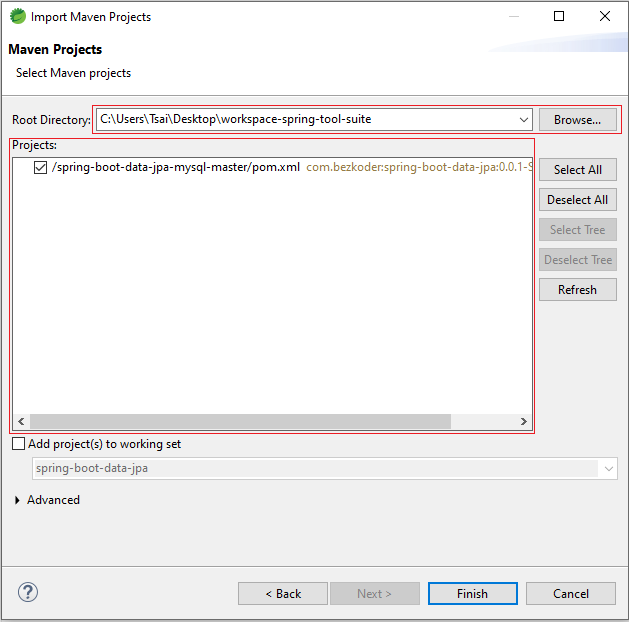 Import Maven Projects
Maven Projects
Select Maven projects
Root Directory: C:\Users\Tsai\Desktop\workspace-spring-tool-suite Browse...
Projects:
/spring-boot-data-jpa-mysql-master/pom.xml com.bezkoder:spring-boot-data-jpa:0.0.1-S
Select All
Deselect All
Select Tree
Deselect Tree
Refresh
Add project(s) to working set
spring-boot-data-jpa
Advanced
? < Back Next > Finish Cancel